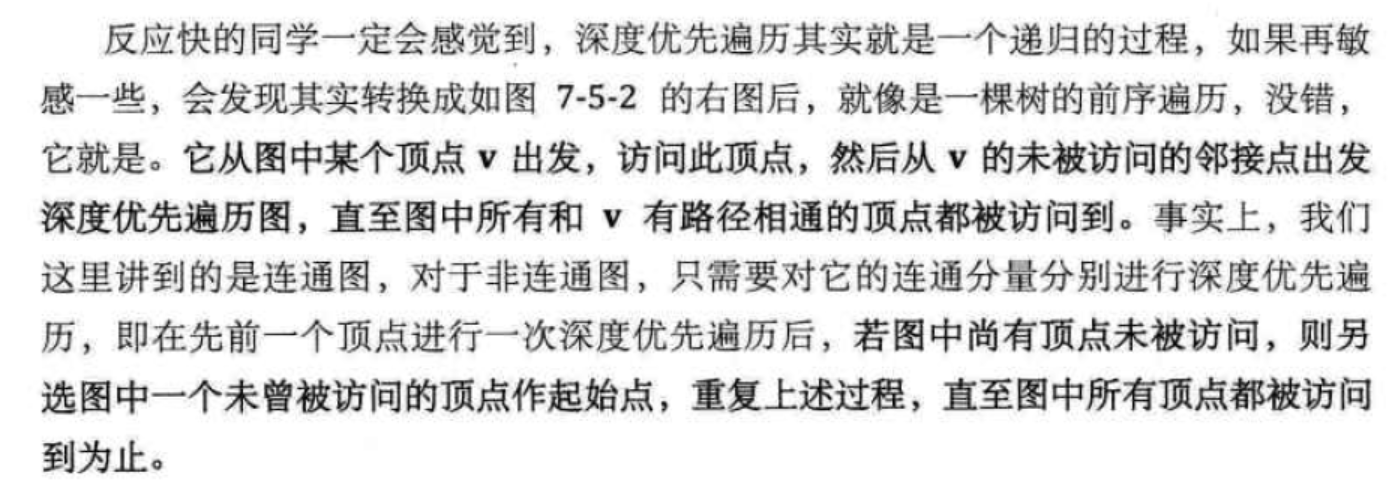 反应快的同学一定会感觉到，深度优先遍历其实就是一个递归的过程，如果再敏
感一些，会发现其实转换成如图 7-5-2 的右图后，就像是一棵树的前序遍历，没错，
它就是。它从图中某个顶点 v 出发，访问此顶点，然后从 v 的未被访问的邻接点出发
深度优先遍历图，直至图中所有和 v 有路径相通的顶点都被访问到。事实上，我们
这里讲到的是连通图，对于非连通图，只需要对它的连通分量分别进行深度优先遍
历，即在先前一个顶点进行一次深度优先遍历后，若图中尚有顶点未被访问，则另
选图中一个未曾被访问的顶点作起始点，重复上述过程，直至图中所有顶点都被访问
到为止。